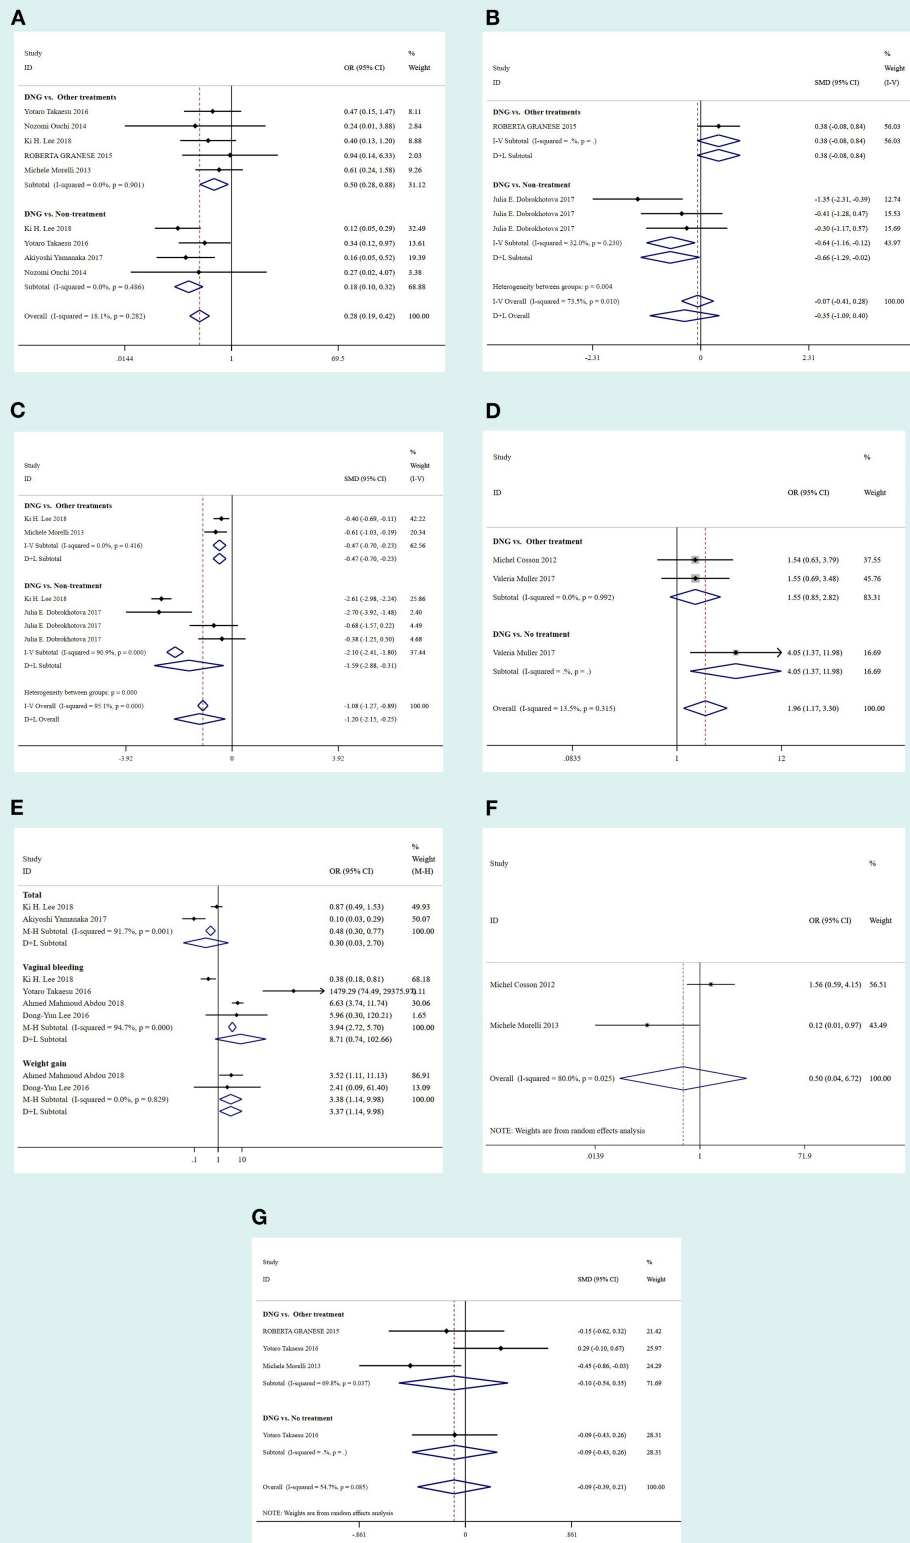 A
Study %
ID OR (95% CI) Weight
DNG vs. Other treatments
Yotaro Takaesu 2016 0.47 (0.15, 1.47) 8.11
Nozomi Ouchi 2014 0.24 (0.01, 3.88) 2.84
Ki H. Lee 2018 0.40 (0.13, 1.20) 8.88
ROBERTA GRANESE 2015 0.94 (0.14, 6.33) 2.03
Michele Morelli 2013 0.61 (0.24, 1.58) 9.26
Subtotal (I-squared = 0.0%, p = 0.901) 0.50 (0.28, 0.88) 31.12
DNG vs. Non-treatment
Ki H. Lee 2018 0.12 (0.05, 0.29) 32.49
Yotaro Takaesu 2016 0.34 (0.12, 0.97) 13.61
Akiyoshi Yamanaka 2017 0.16 (0.05, 0.52) 19.39
Nozomi Ouchi 2014 0.27 (0.02, 4.07) 3.38
Subtotal (I-squared = 0.0%, p = 0.486) 0.18 (0.10, 0.32) 68.88
Overall (I-squared = 18.1%, p = 0.282) 0.28 (0.19, 0.42) 100.00
.0144 1 69.5
B
Study %
Weight
ID SMD (95% CI) (I-V)
DNG vs. Other treatments
ROBERTA GRANESE 2015 0.38 (-0.08, 0.84) 56.03
I-V Subtotal (I-squared = .%, p = .) 0.38 (-0.08, 0.84) 56.03
D+L Subtotal 0.38 (-0.08, 0.84)
DNG vs. Non-treatment
Julia E. Dobrokhotova 2017 -1.35 (-2.31, -0.39) 12.74
Julia E. Dobrokhotova 2017 -0.41 (-1.28, 0.47) 15.53
Julia E. Dobrokhotova 2017 -0.30 (-1.17, 0.57) 15.69
I-V Subtotal (I-squared = 32.0%, p = 0.230) -0.64 (-1.16, -0.12) 43.97
D+L Subtotal -0.66 (-1.29, -0.02)
Heterogeneity between groups: p = 0.004
I-V Overall (I-squared = 73.5%, p = 0.010) -0.07 (-0.41, 0.28) 100.00
D+L Overall -0.35 (-1.09, 0.40)
-2.31 0 2.31
C
%
Study Weight
ID SMD (95% CI) (I-V)
DNG vs. Other treatments
Ki H. Lee 2018 -0.40 (-0.69, -0.11) 42.22
Michele Morelli 2013 -0.61 (-1.03, -0.19) 20.34
I-V Subtotal (I-squared = 0.0%, p = 0.416) -0.47 (-0.70, -0.23) 62.56
D+L Subtotal -0.47 (-0.70, -0.23)
DNG vs. Non-treatment
Ki H. Lee 2018 -2.61 (-2.98, -2.24) 25.86
Julia E. Dobrokhotova 2017 -2.70 (-3.92, -1.48) 2.40
Julia E. Dobrokhotova 2017 -0.68 (-1.57, 0.22) 4.49
Julia E. Dobrokhotova 2017 -0.38 (-1.25, 0.50) 4.68
I-V Subtotal (I-squared = 90.9%, p = 0.000) -2.10 (-2.41, -1.80) 37.44
D+L Subtotal -1.59 (-2.88, -0.31)
Heterogeneity between groups: p = 0.000
I-V Overall (I-squared = 95.1%, p = 0.000) -1.08 (-1.27, -0.89) 100.00
D+L Overall -1.20 (-2.15, -0.25)
-3.92 0 3.92
D
Study %
ID OR (95% CI) Weight
DNG vs. Other treatment
Michel Cosson 2012 1.54 (0.63, 3.79) 37.55
Valeria Muller 2017 1.55 (0.69, 3.48) 45.76
Subtotal (I-squared = 0.0%, p = 0.992) 1.55 (0.85, 2.82) 83.31
DNG vs. No treatment
Valeria Muller 2017 4.05 (1.37, 11.98) 16.69
Subtotal (I-squared = .%, p = .) 4.05 (1.37, 11.98) 16.69
Overall (I-squared = 13.5%, p = 0.315) 1.96 (1.17, 3.30) 100.00
.0835 1 12
E
%
Study Weight
ID OR (95% CI) (M-H)
Total
Ki H. Lee 2018 0.87 (0.49, 1.53) 49.93
Akiyoshi Yamanaka 2017 0.10 (0.03, 0.29) 50.07
M-H Subtotal (I-squared = 91.7%, p = 0.001) 0.48 (0.30, 0.77) 100.00
D+L Subtotal 0.30 (0.03, 2.70)
Vaginal bleeding
Ki H. Lee 2018 0.38 (0.18, 0.81) 68.18
Yotaro Takaesu 2016 1479.29 (74.49, 29375.97) 0.11
Ahmed Mahmoud Abdou 2018 6.63 (3.74, 11.74) 30.06
Dong-Yun Lee 2016 5.96 (0.30, 120.21) 1.65
M-H Subtotal (I-squared = 94.7%, p = 0.000) 3.94 (2.72, 5.70) 100.00
D+L Subtotal 8.71 (0.74, 102.66)
Weight gain
Ahmed Mahmoud Abdou 2018 3.52 (1.11, 11.13) 86.91
Dong-Yun Lee 2016 2.41 (0.09, 61.40) 13.09
M-H Subtotal (I-squared = 0.0%, p = 0.829) 3.38 (1.14, 9.98) 100.00
D+L Subtotal 3.37 (1.14, 9.98)
.1 1 10
F
Study %
ID OR (95% CI) Weight
Michel Cosson 2012 1.56 (0.59, 4.15) 56.51
Michele Morelli 2013 0.12 (0.01, 0.97) 43.49
Overall (I-squared = 80.0%, p = 0.025) 0.50 (0.04, 6.72) 100.00
NOTE: Weights are from random effects analysis
.0139 1 71.9
G
Study %
ID SMD (95% CI) Weight
DNG vs. Other treatment
ROBERTA GRANESE 2015 -0.15 (-0.62, 0.32) 21.42
Yotaro Takaesu 2016 0.29 (-0.10, 0.67) 25.97
Michele Morelli 2013 -0.45 (-0.86, -0.03) 24.29
Subtotal (I-squared = 69.8%, p = 0.037) -0.10 (-0.54, 0.35) 71.69
DNG vs. No treatment
Yotaro Takaesu 2016 -0.09 (-0.43, 0.26) 28.31
Subtotal (I-squared = .%, p = .) -0.09 (-0.43, 0.26) 28.31
Overall (I-squared = 54.7%, p = 0.085) -0.09 (-0.39, 0.21) 100.00
NOTE: Weights are from random effects analysis
-.861 0 .861